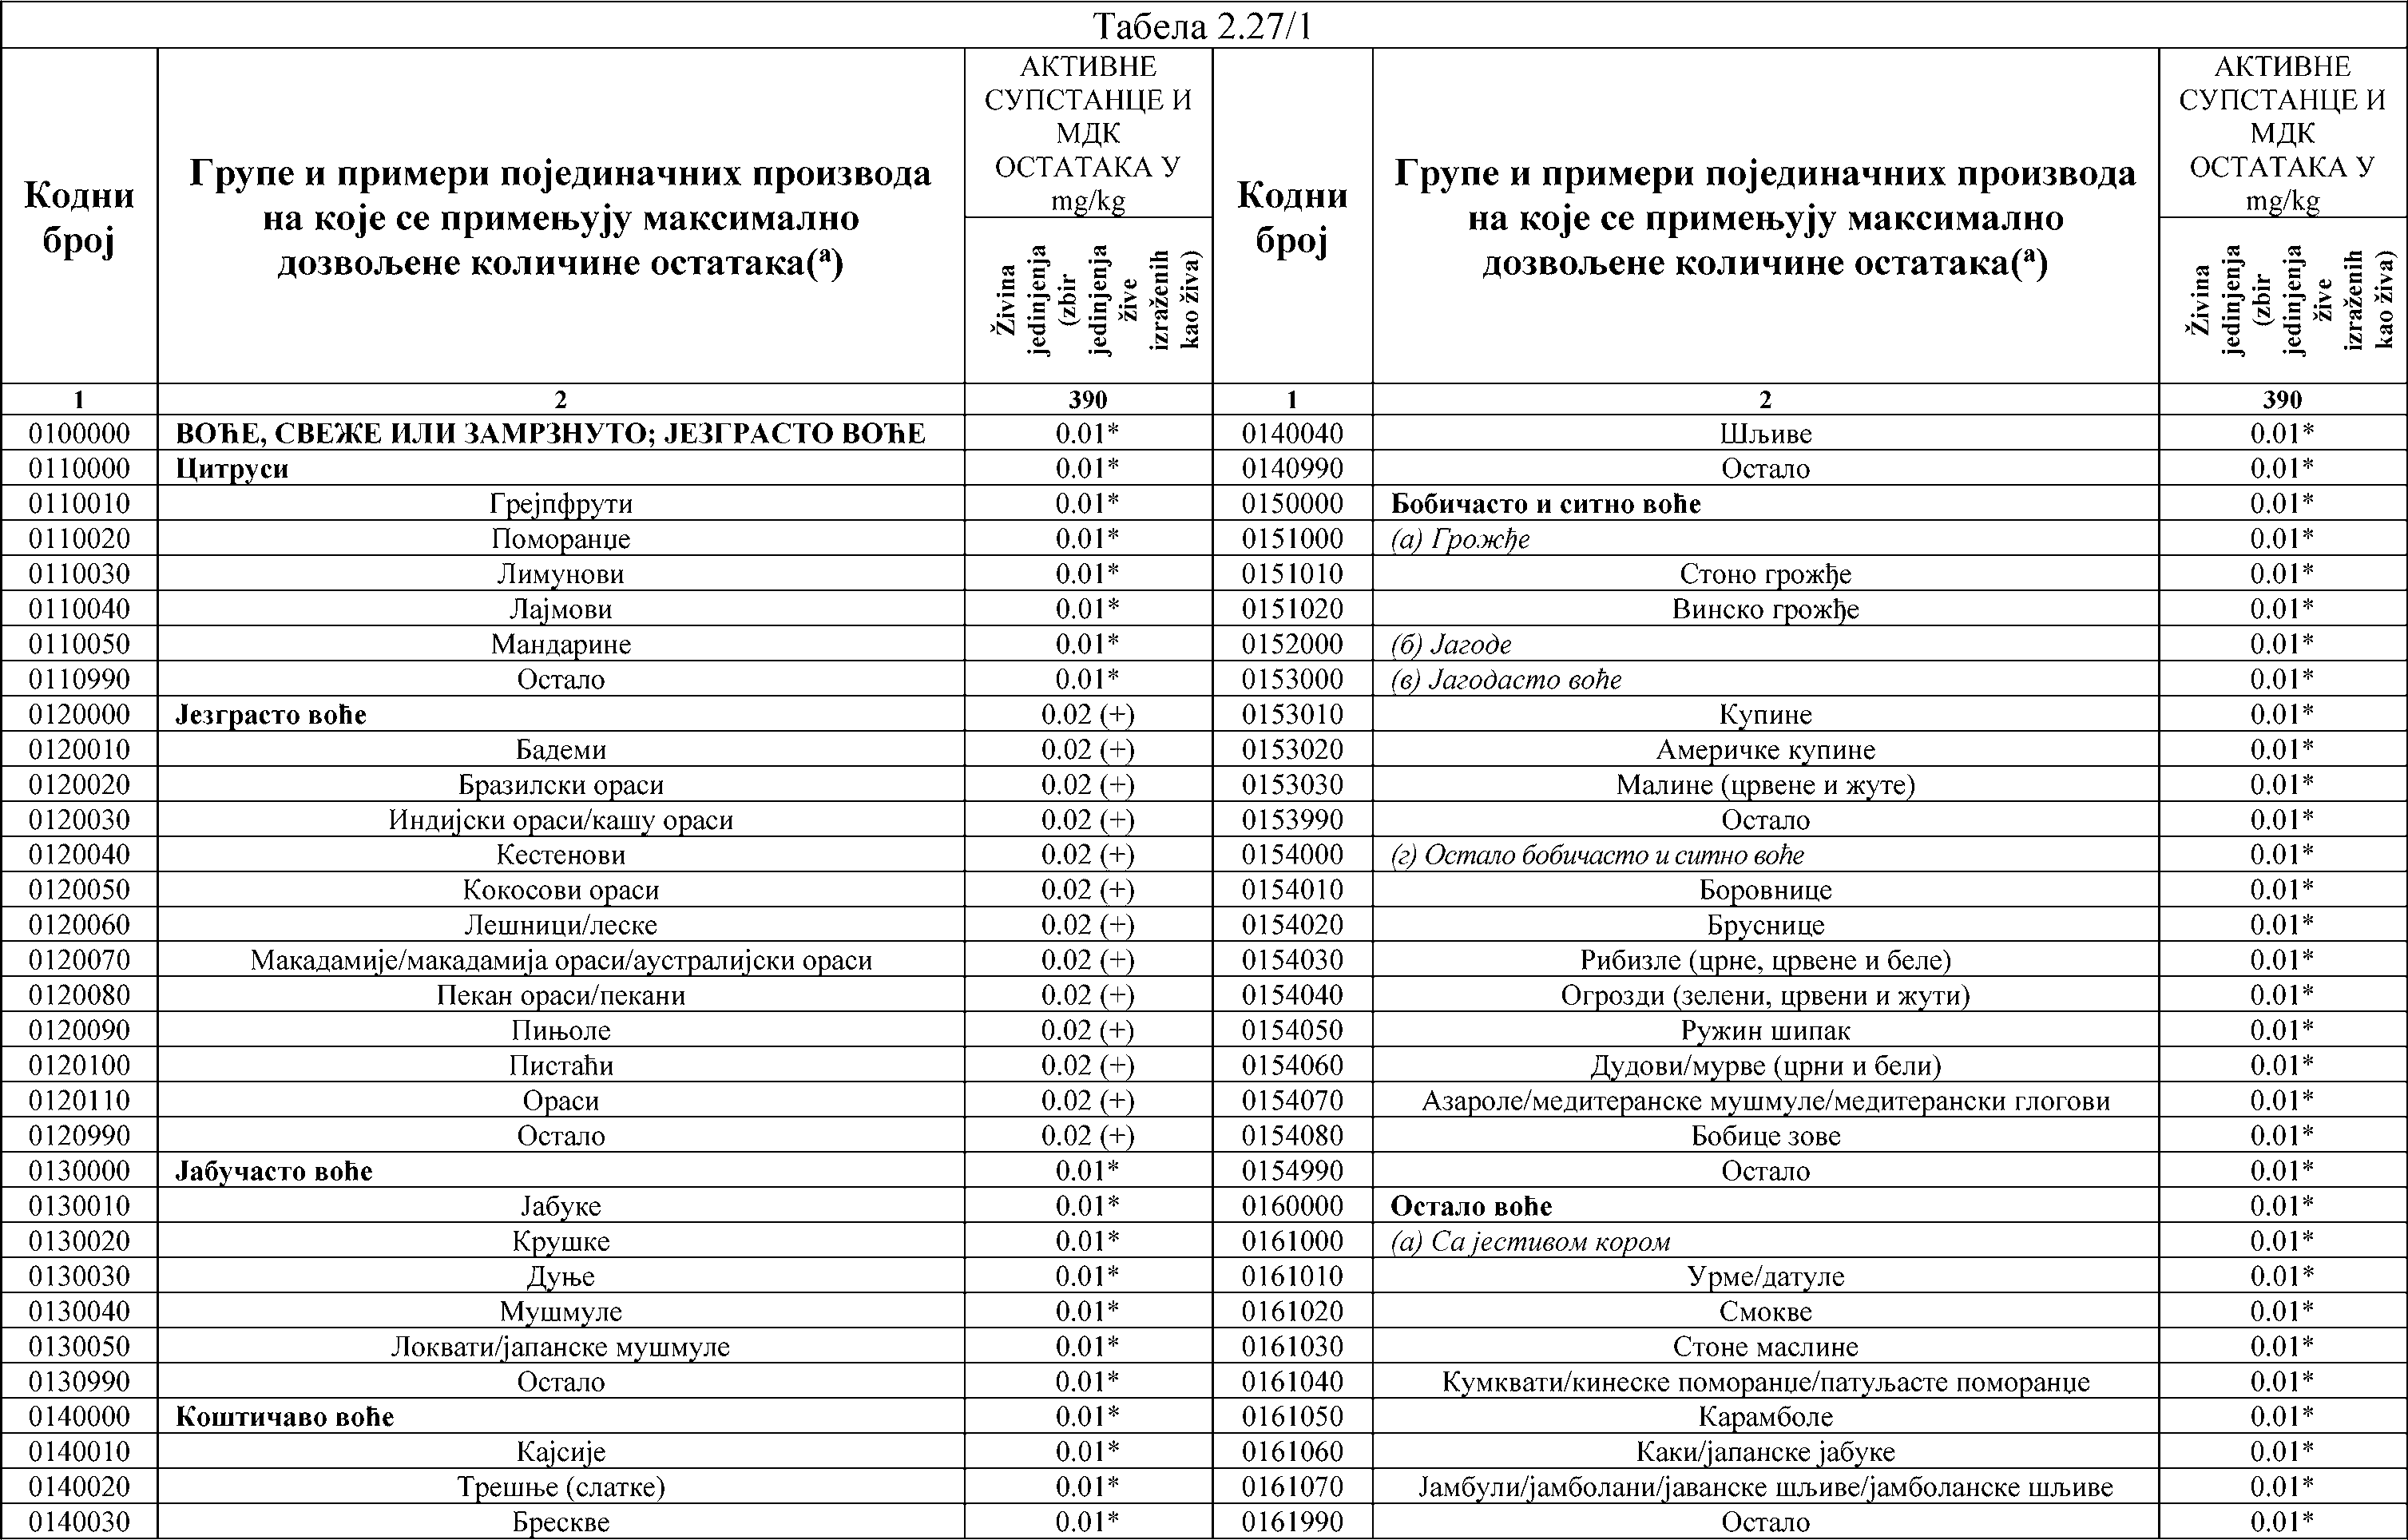 Табела 2.27/1
Кодни број
Групе и примери појединачних производа на које се примењују максимално дозвољене количине остатака(ᵃ)
АКТИВНЕ СУПСТАНЦЕ И МДК ОСТАТАКА У mg/kg
Živina jedinjenja (zbir jedinjenja žive izraženih kao živa)
Кодни број
Групе и примери појединачних производа на које се примењују максимално дозвољене количине остатака(ᵃ)
АКТИВНЕ СУПСТАНЦЕ И МДК ОСТАТАКА У mg/kg
Živina jedinjenja (zbir jedinjenja žive izraženih kao živa)
1 2 390 1 2 390
0100000 ВОЋЕ, СВЕЖЕ ИЛИ ЗАМРЗНУТО; ЈЕЗГРАСТО ВОЋЕ 0.01* 0140040 Шљиве 0.01*
0110000 Цитруси 0.01* 0140990 Остало 0.01*
0110010 Грејпфрути 0.01* 0150000 Бобичасто и ситно воће 0.01*
0110020 Поморанџе 0.01* 0151000 (а) Грожђе 0.01*
0110030 Лимунови 0.01* 0151010 Стоно грожђе 0.01*
0110040 Лајмови 0.01* 0151020 Винско грожђе 0.01*
0110050 Мандарине 0.01* 0152000 (б) Јагоде 0.01*
0110990 Остало 0.01* 0153000 (в) Јагодасто воће 0.01*
0120000 Језграсто воће 0.02 (+) 0153010 Купине 0.01*
0120010 Бадеми 0.02 (+) 0153020 Америчке купине 0.01*
0120020 Бразилски ораси 0.02 (+) 0153030 Малине (црвене и жуте) 0.01*
0120030 Индијски ораси/кашу ораси 0.02 (+) 0153990 Остало 0.01*
0120040 Кестенови 0.02 (+) 0154000 (г) Остало бобичасто и ситно воће 0.01*
0120050 Кокосови ораси 0.02 (+) 0154010 Боровнице 0.01*
0120060 Лешници/леске 0.02 (+) 0154020 Бруснице 0.01*
0120070 Макадамије/макадамија ораси/аустралијски ораси 0.02 (+) 0154030 Рибизле (црне, црвене и беле) 0.01*
0120080 Пекан ораси/пекани 0.02 (+) 0154040 Огрозди (зелени, црвени и жути) 0.01*
0120090 Пињоле 0.02 (+) 0154050 Ружин шипак 0.01*
0120100 Пистаћи 0.02 (+) 0154060 Дудови/мурве (црни и бели) 0.01*
0120110 Ораси 0.02 (+) 0154070 Азароле/медитеранске мушмуле/медитерански глогови 0.01*
0120990 Остало 0.02 (+) 0154080 Бобице зове 0.01*
0130000 Јабучасто воће 0.01* 0154990 Остало 0.01*
0130010 Јабуке 0.01* 0160000 Остало воће 0.01*
0130020 Крушке 0.01* 0161000 (а) Са јестивом кором 0.01*
0130030 Дуње 0.01* 0161010 Урме/датуле 0.01*
0130040 Мушмуле 0.01* 0161020 Смокве 0.01*
0130050 Локвати/јапанске мушмуле 0.01* 0161030 Стоне маслине 0.01*
0130990 Остало 0.01* 0161040 Кумквати/кинеске поморанџе/патуљасте поморанџе 0.01*
0140000 Коштичаво воће 0.01* 0161050 Карамболе 0.01*
0140010 Кајсије 0.01* 0161060 Каки/јапанске јабуке 0.01*
0140020 Трешње (слатке) 0.01* 0161070 Јамбули/јамболани/јаванске шљиве/јамболанске шљиве 0.01*
0140030 Брескве 0.01* 0161990 Остало 0.01*